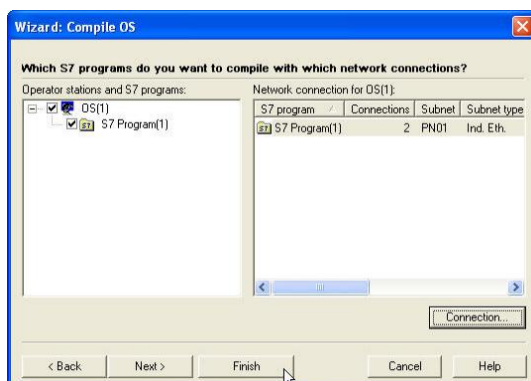 Wizard: Compile OS
Which S7 programs do you want to compile with which network connections?
Operator stations and S7 programs:
Network connection for OS(1):
OS(1)
S7 Program(1)
S7 program Connections Subnet Subnet type
S7 Program(1) 2 PN01 Ind. Eth.
Connection...
< Back Next > Finish Cancel Help